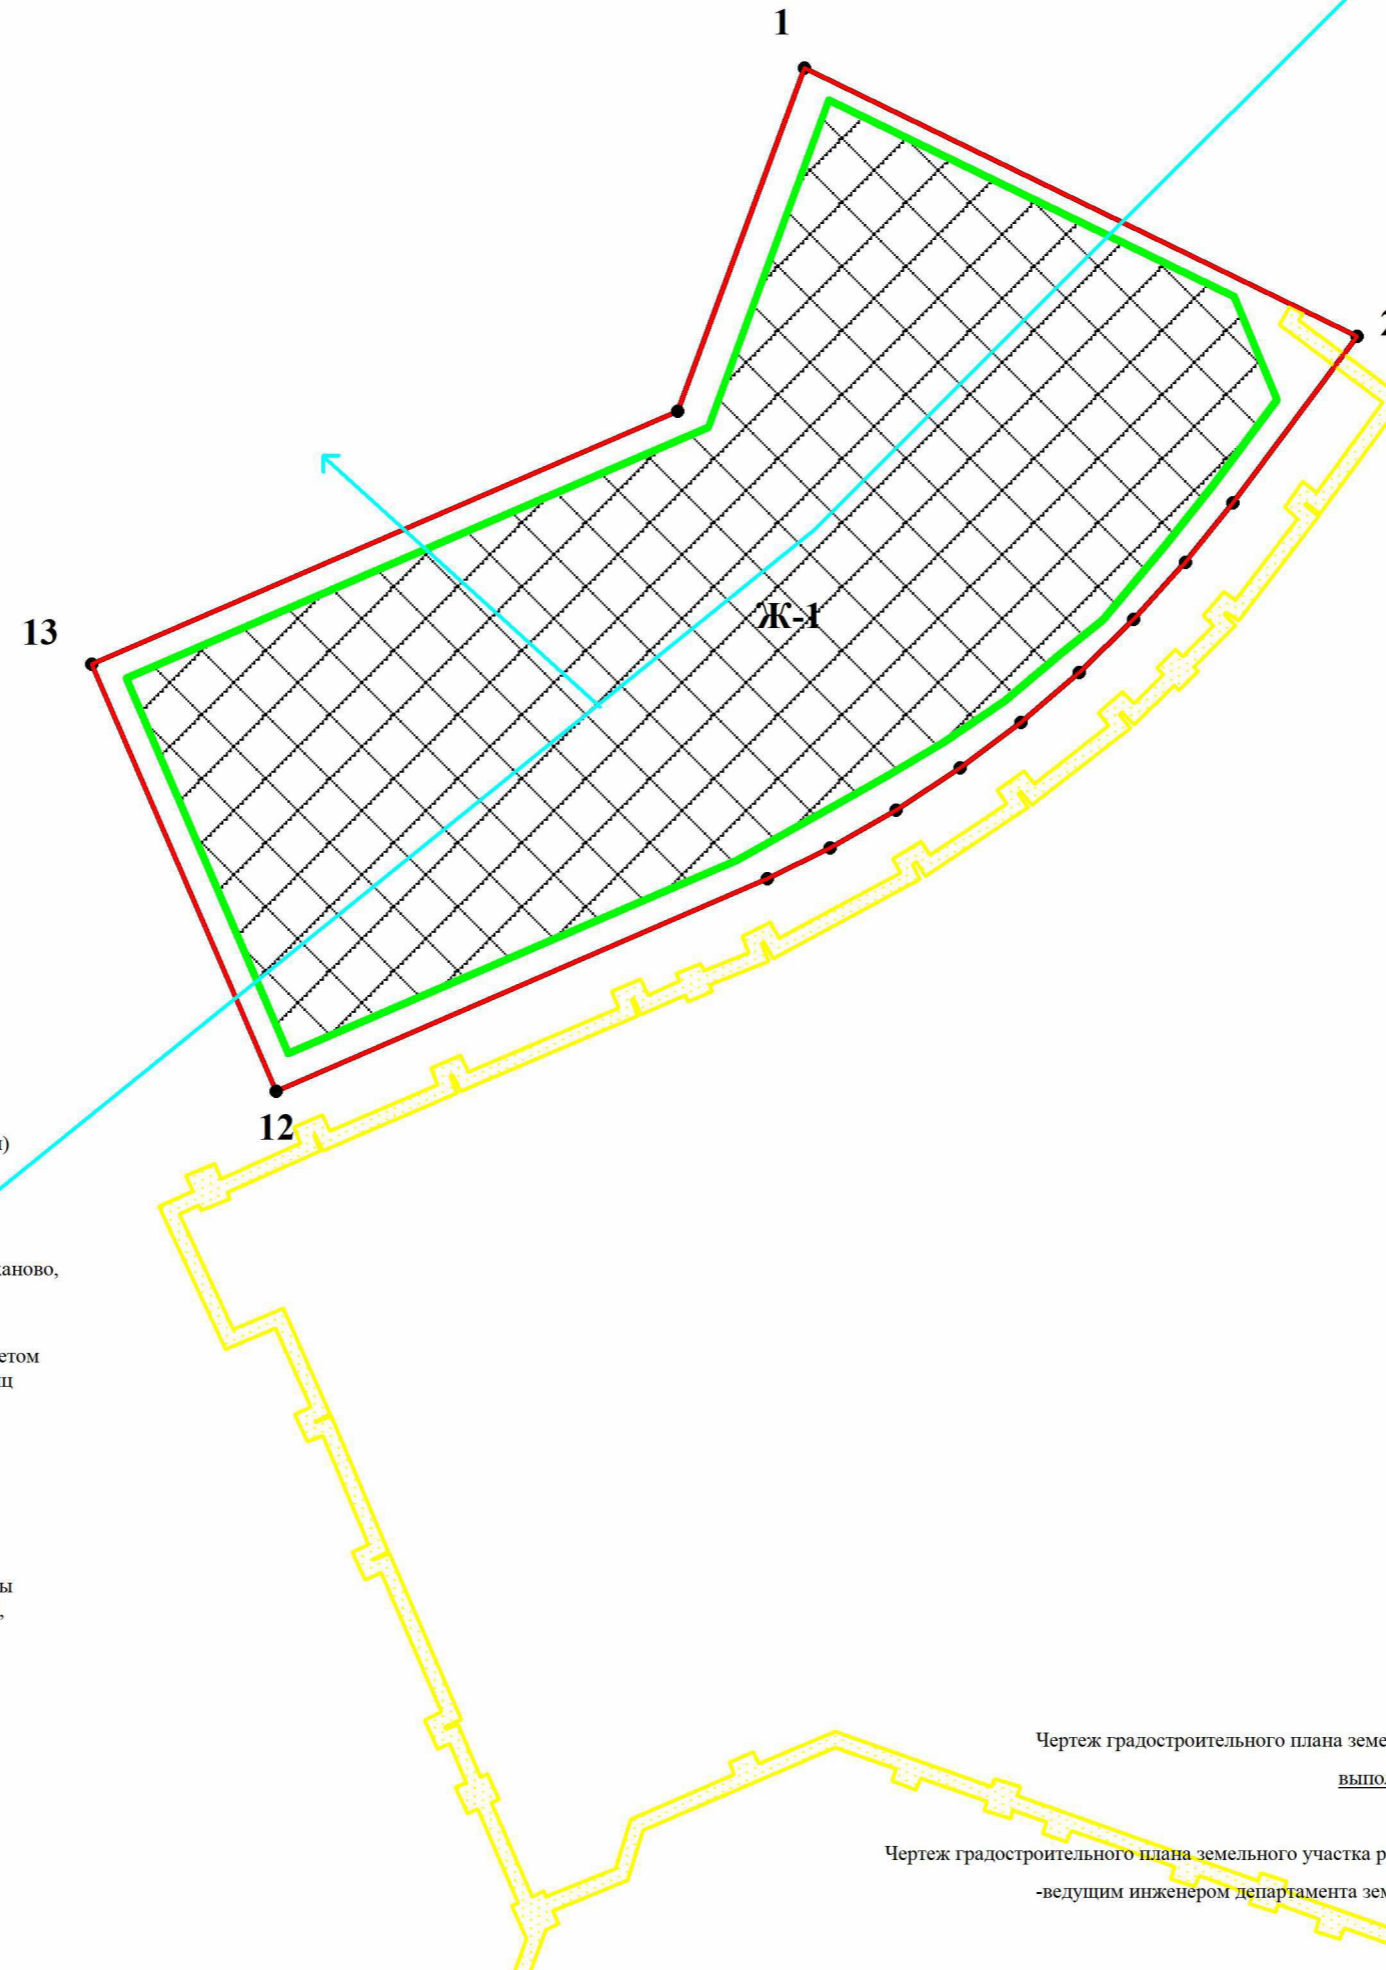 1
2
Ж-1
13
12
)
каново,
етом
ц
ы
,
Чертеж градостроительного плана земе
выпол
Чертеж градостроительного плана земельного участка р
-ведущим инженером департамента зем